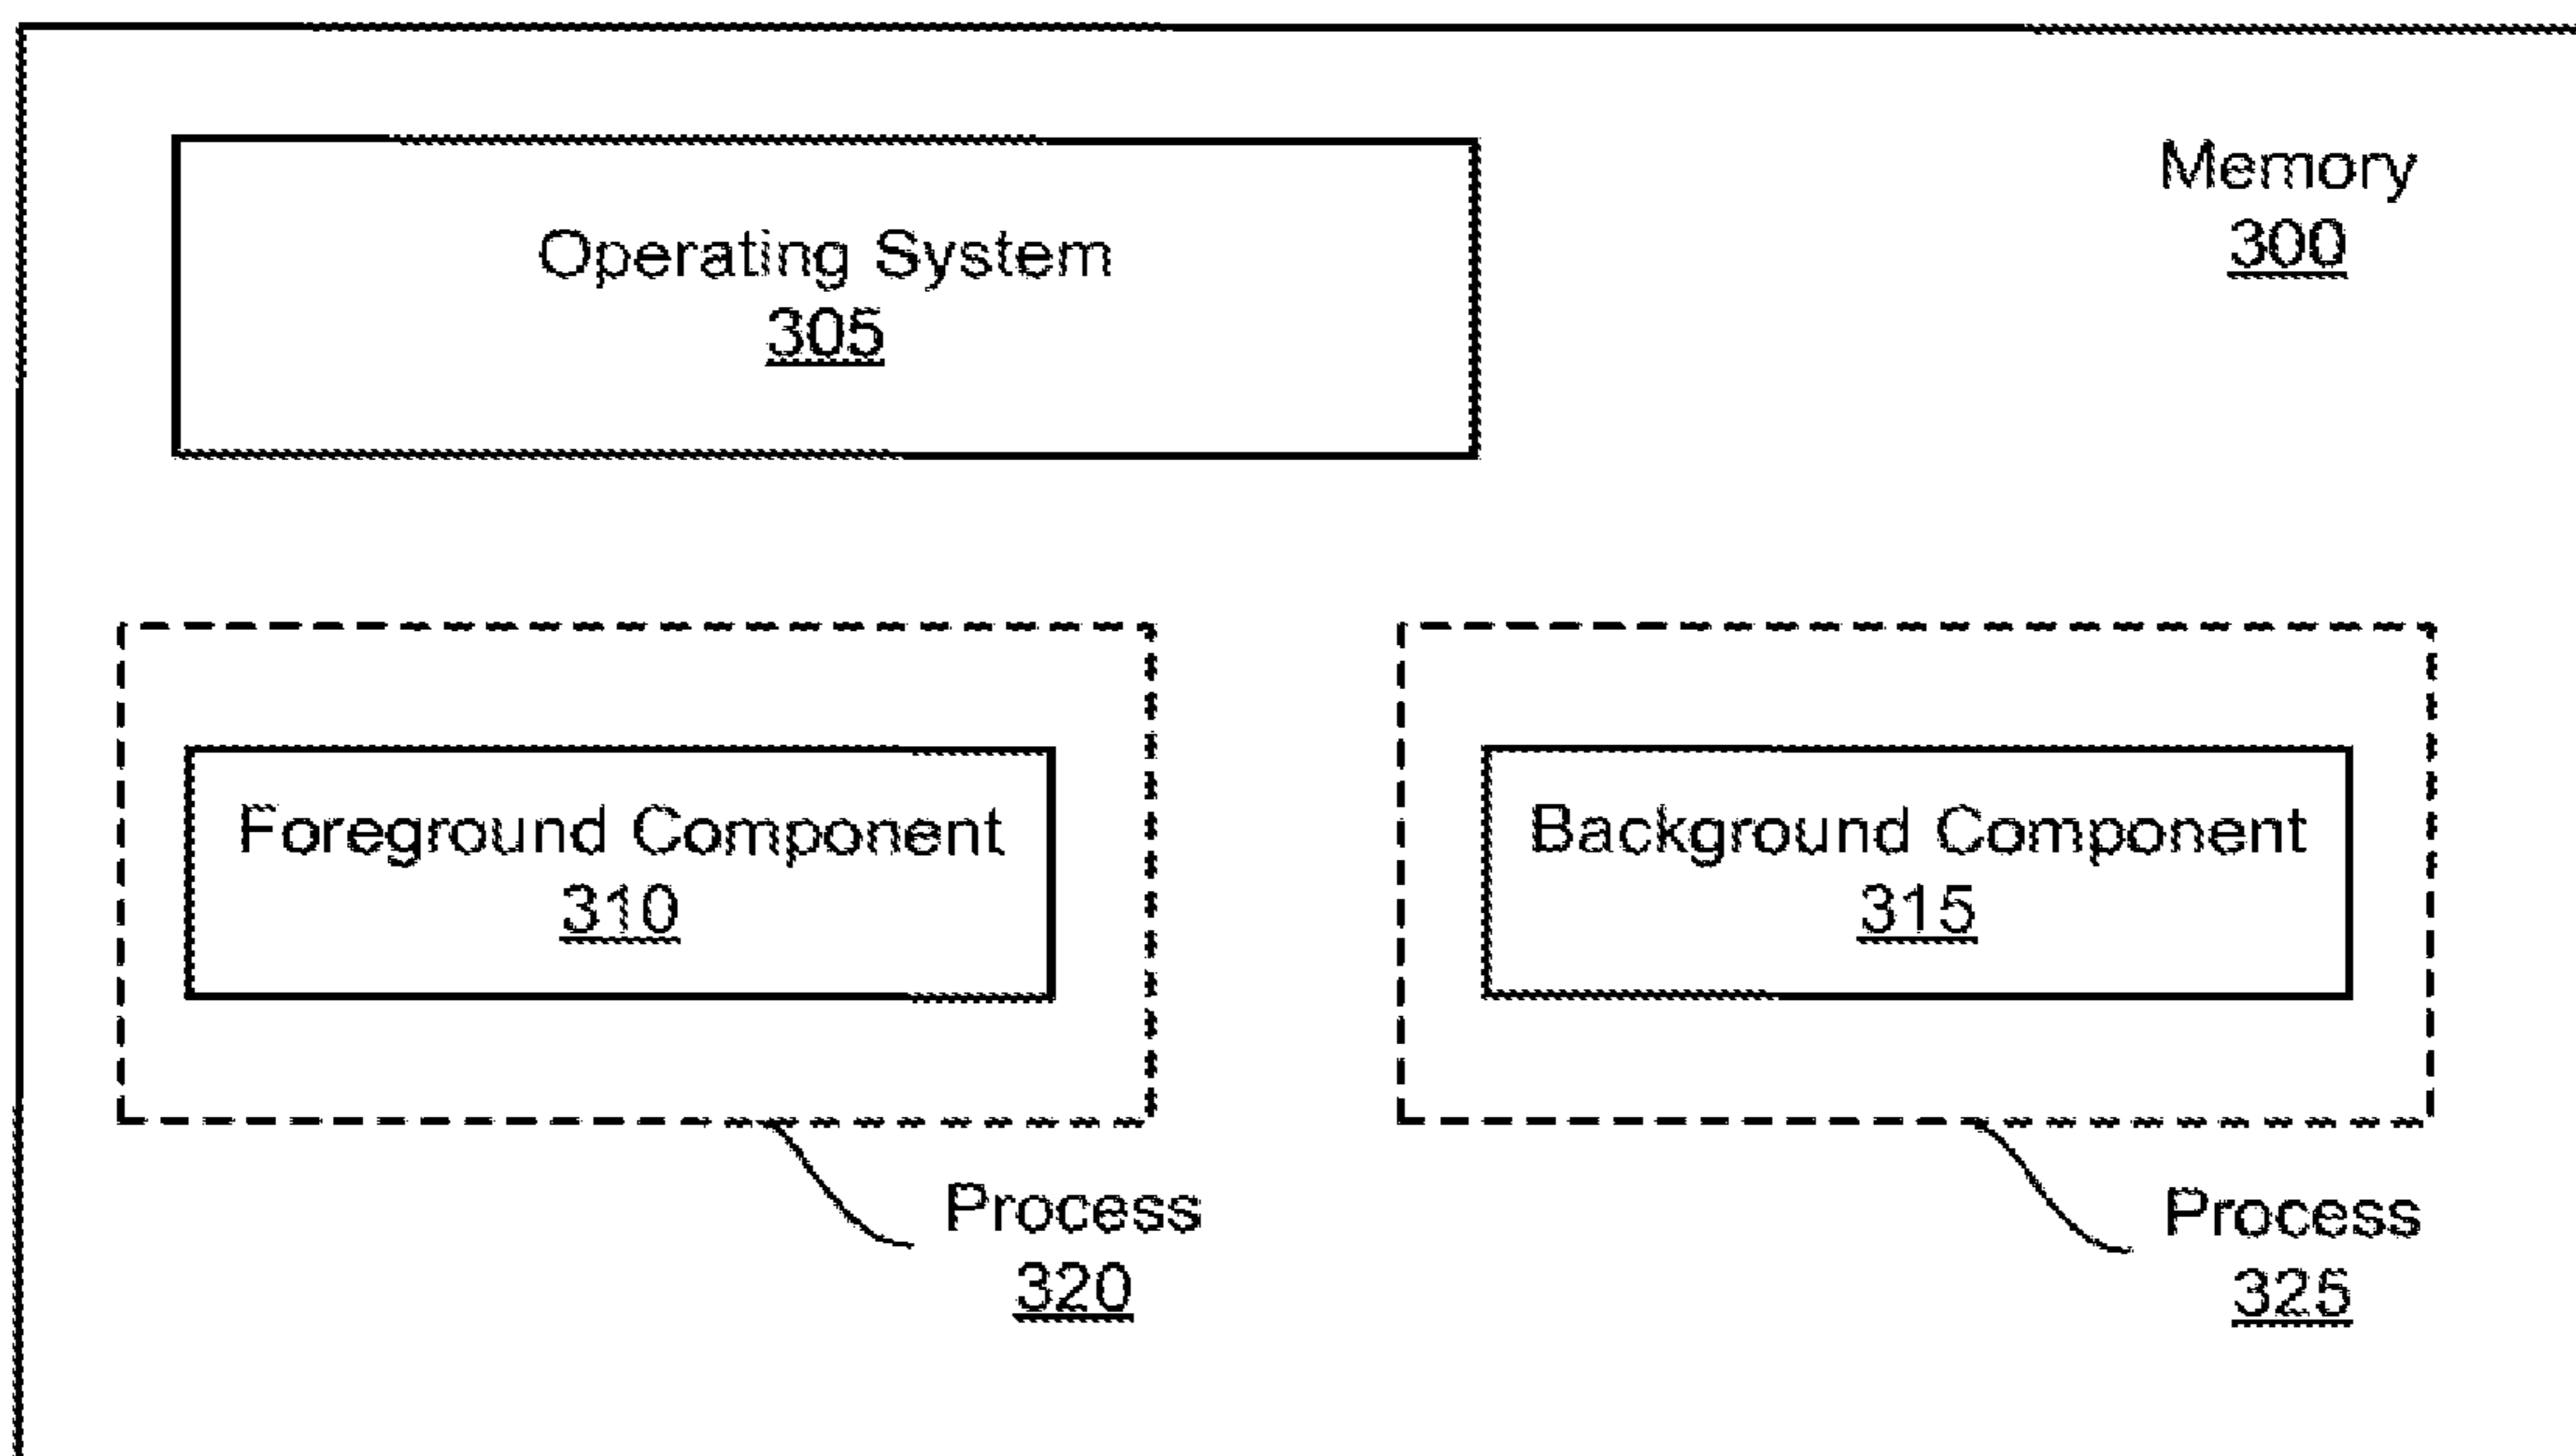 Memory
300
Operating System
305
Foreground Component
310
Background Component
315
Process
320
Process
325